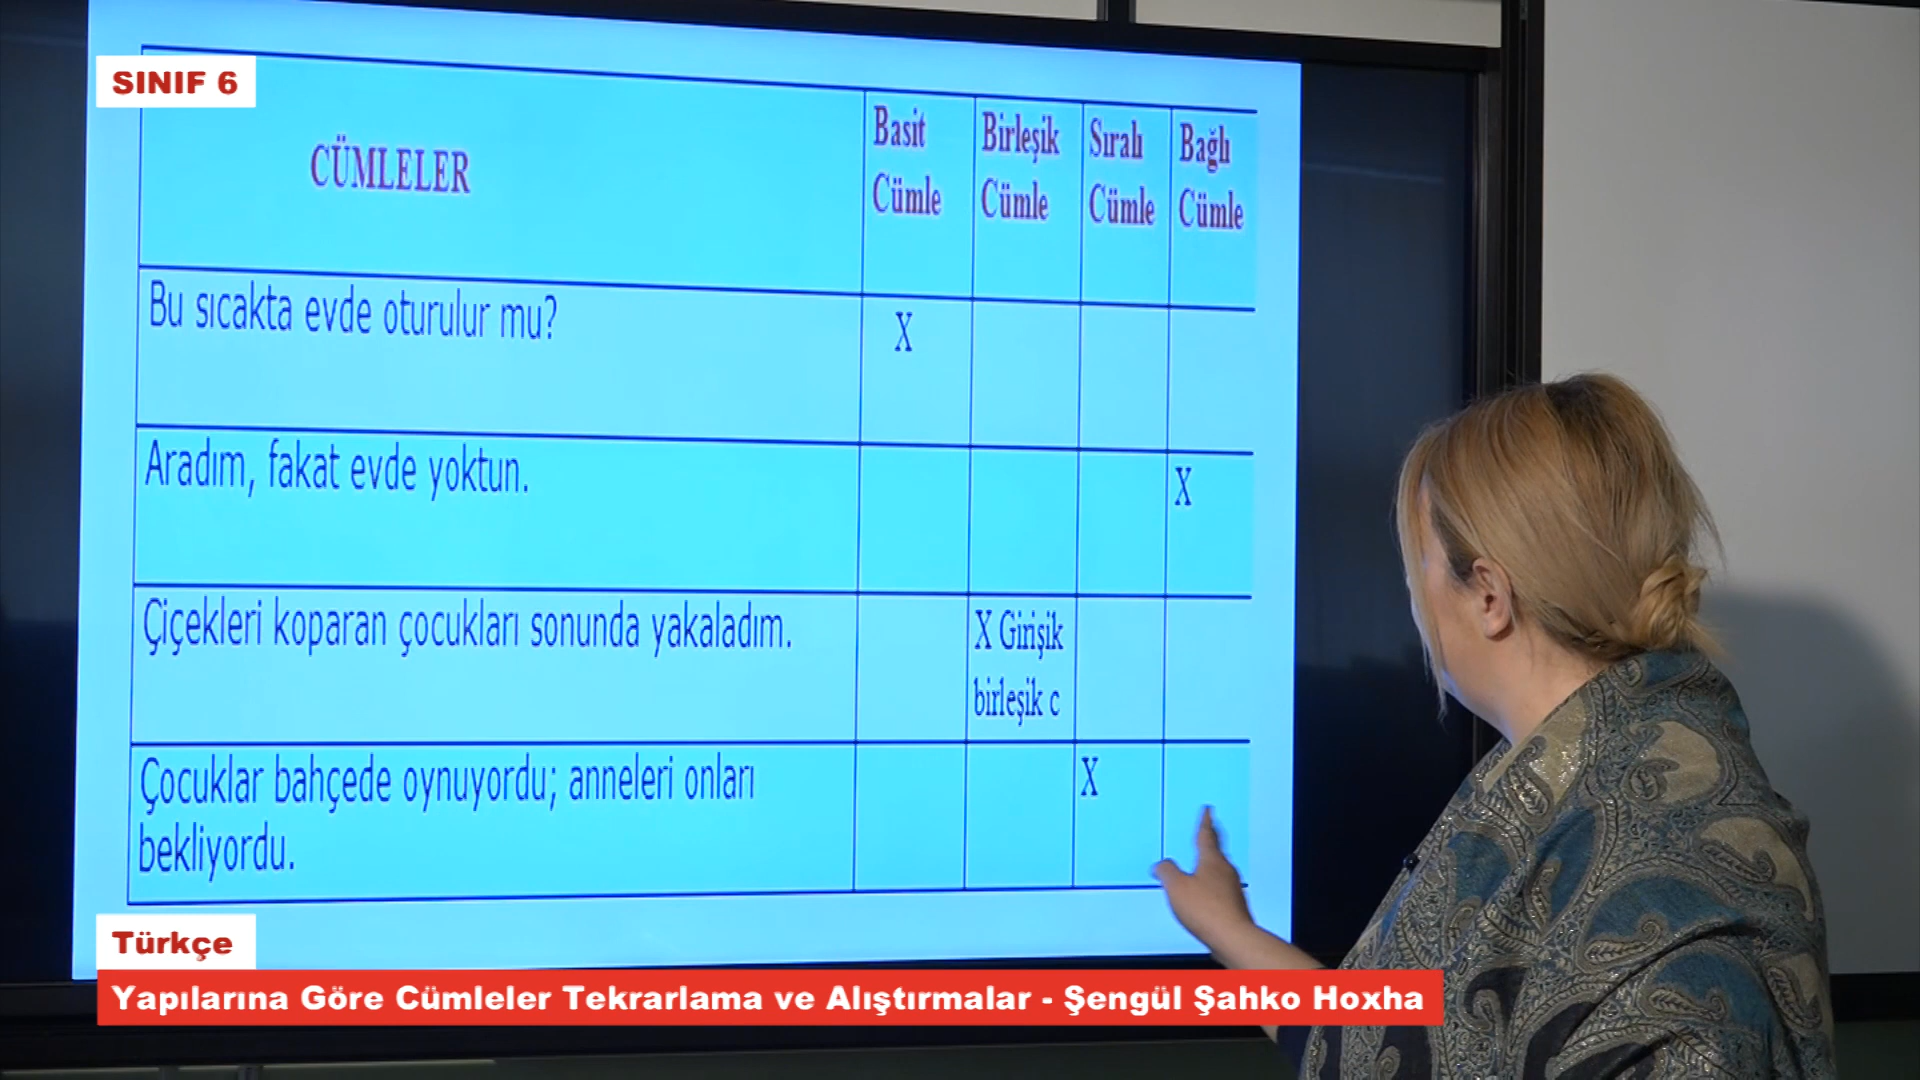 SINIF 6
CÜMLELER
Basit
Cümle
Birleşik
Cümle
Sıralı
Cümle
Bağlı
Cümle
Bu sıcakta evde oturulur mu?
X
Aradım, fakat evde yoktun.
X
Çiçekleri koparan çocukları sonunda yakaladım.
X Girişik
birleşik c
Çocuklar bahçede oynuyordu; anneleri onları
bekliyordu.
X
Türkçe
Yapılarına Göre Cümleler Tekrarlama ve Alıştırmalar - Şengül Şahko Hoxha